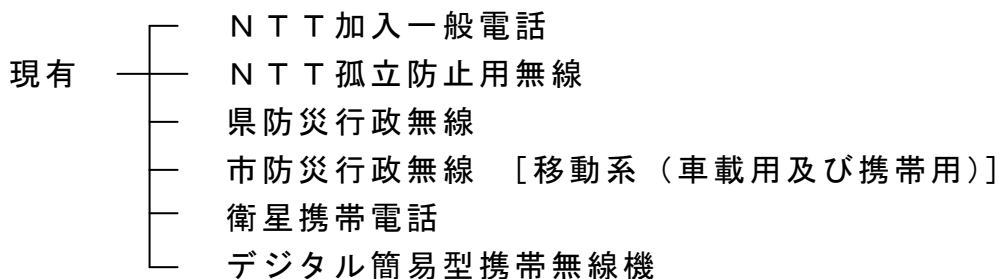 ＮＴＴ加入一般電話
現有 ＮＴＴ孤立防止用無線
県防災行政無線
市防災行政無線 ［移動系（車載用及び携帯用）］
衛星携帯電話
デジタル簡易型携帯無線機